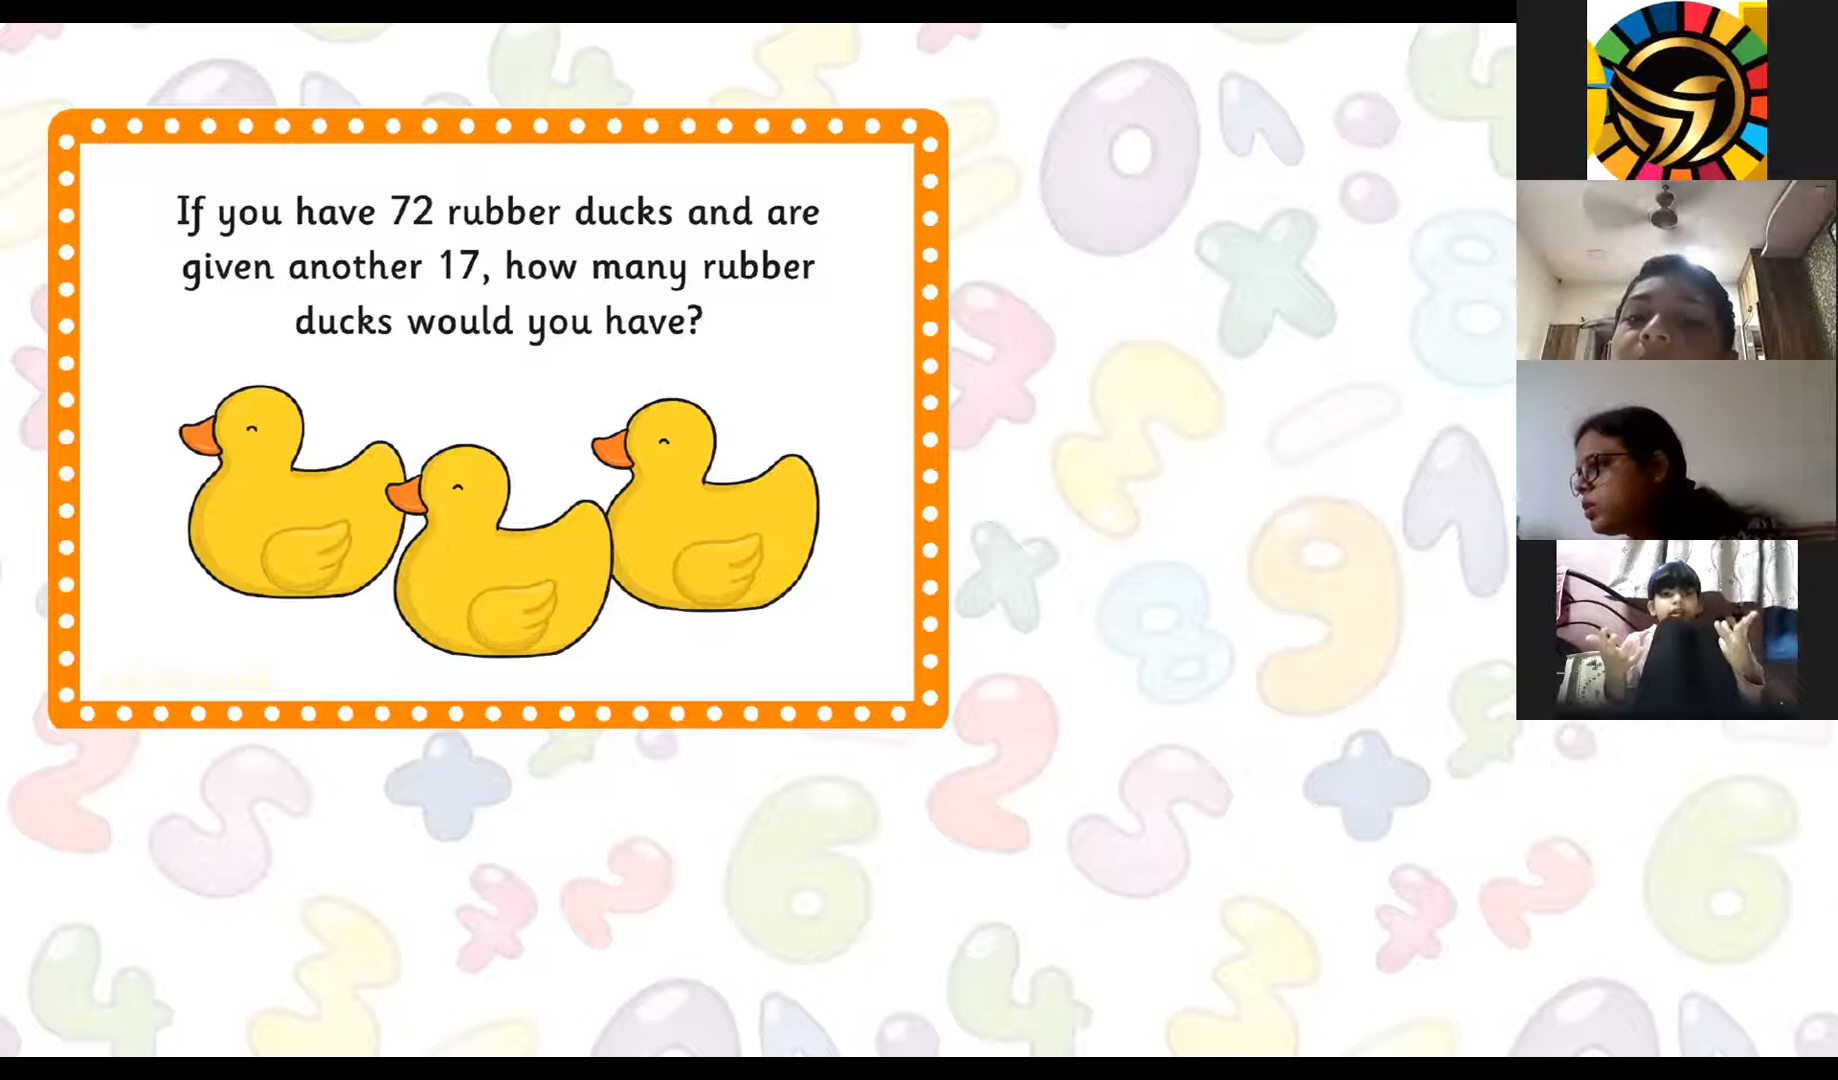 If you have 72 rubber ducks and are
given another 17, how many rubber
ducks would you have?